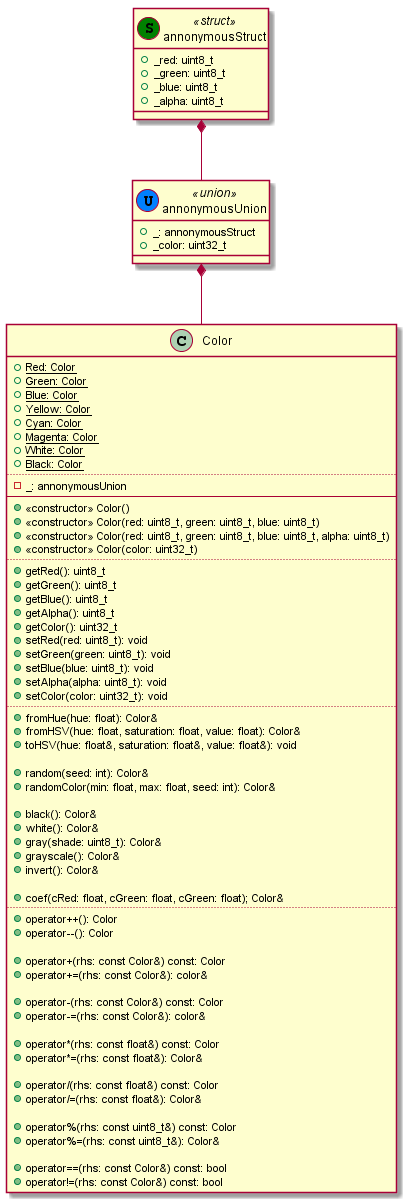 S
«struct»
annonymousStruct
_red: uint8_t
_green: uint8_t
_blue: uint8_t
_alpha: uint8_t
U
«union»
annonymousUnion
_: annonymousStruct
_color: uint32_t
C Color
Red: Color
Green: Color
Blue: Color
Yellow: Color
Cyan: Color
Magenta: Color
White: Color
Black: Color
_: annonymousUnion
«constructor» Color()
«constructor» Color(red: uint8_t, green: uint8_t, blue: uint8_t)
«constructor» Color(red: uint8_t, green: uint8_t, blue: uint8_t, alpha: uint8_t)
«constructor» Color(color: uint32_t)
getRed(): uint8_t
getGreen(): uint8_t
getBlue(): uint8_t
getAlpha(): uint8_t
getColor(): uint32_t
setRed(red: uint8_t): void
setGreen(green: uint8_t): void
setBlue(blue: uint8_t): void
setAlpha(alpha: uint8_t): void
setColor(color: uint32_t): void
fromHue(hue: float): Color&
fromHSV(hue: float, saturation: float, value: float): Color&
toHSV(hue: float&, saturation: float&, value: float&): void
random(seed: int): Color&
randomColor(min: float, max: float, seed: int): Color&
black(): Color&
white(): Color&
gray(shade: uint8_t): Color&
grayscale(): Color&
invert(): Color&
coef(cRed: float, cGreen: float, cGreen: float); Color&
operator++(): Color
operator--(): Color
operator+(rhs: const Color&) const: Color
operator+=(rhs: const Color&): color&
operator-(rhs: const Color&) const: Color
operator-=(rhs: const Color&): color&
operator*(rhs: const float&) const: Color
operator*=(rhs: const float&): Color&
operator/(rhs: const float&) const: Color
operator/=(rhs: const float&): Color&
operator%(rhs: const uint8_t&) const: Color
operator%=(rhs: const uint8_t&): Color&
operator==(rhs: const Color&) const: bool
operator!=(rhs: const Color&) const: bool